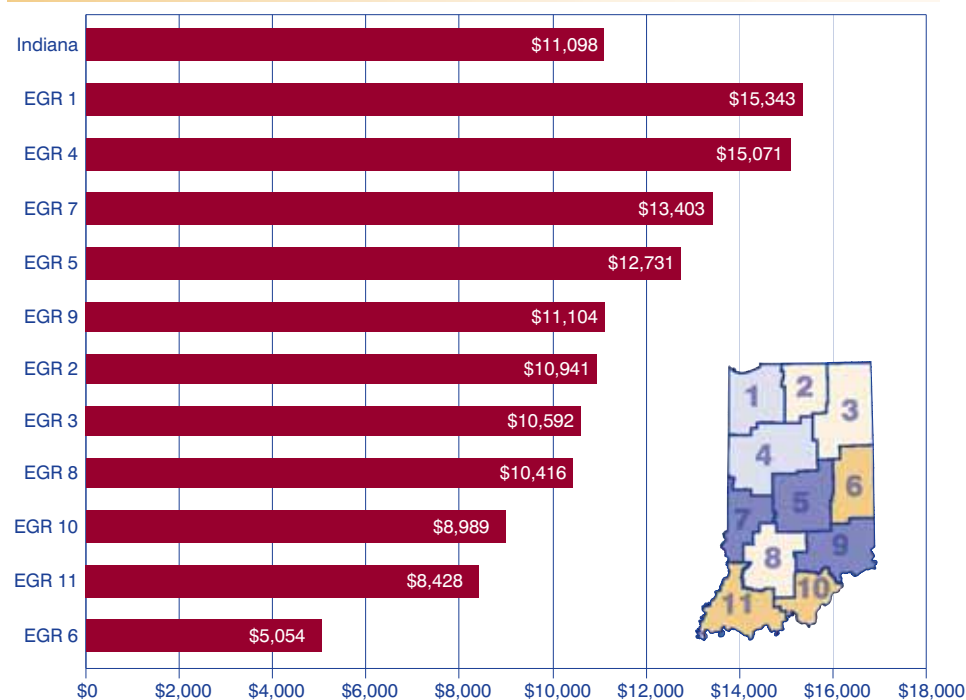 Indiana $11,098
EGR 1 $15,343
EGR 4 $15,071
EGR 7 $13,403
EGR 5 $12,731
EGR 9 $11,104
EGR 2 $10,941
EGR 3 $10,592
EGR 8 $10,416
EGR 10 $8,989
EGR 11 $8,428
EGR 6 $5,054
$0 $2,000 $4,000 $6,000 $8,000 $10,000 $12,000 $14,000 $16,000 $18,000
1 2 3
4
5 6
7
8 9
10
11